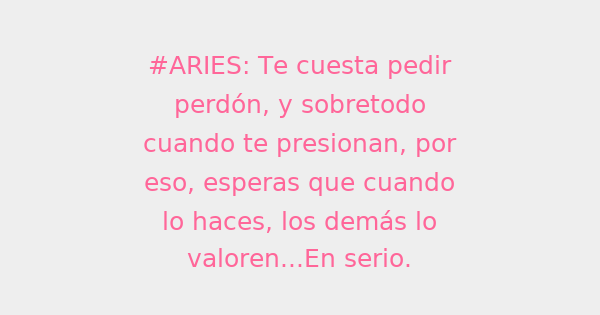 #ARIES: Te cuesta pedir
perdón, y sobretodo
cuando te presionan, por
eso, esperas que cuando
lo haces, los demás lo
valoren...En serio.